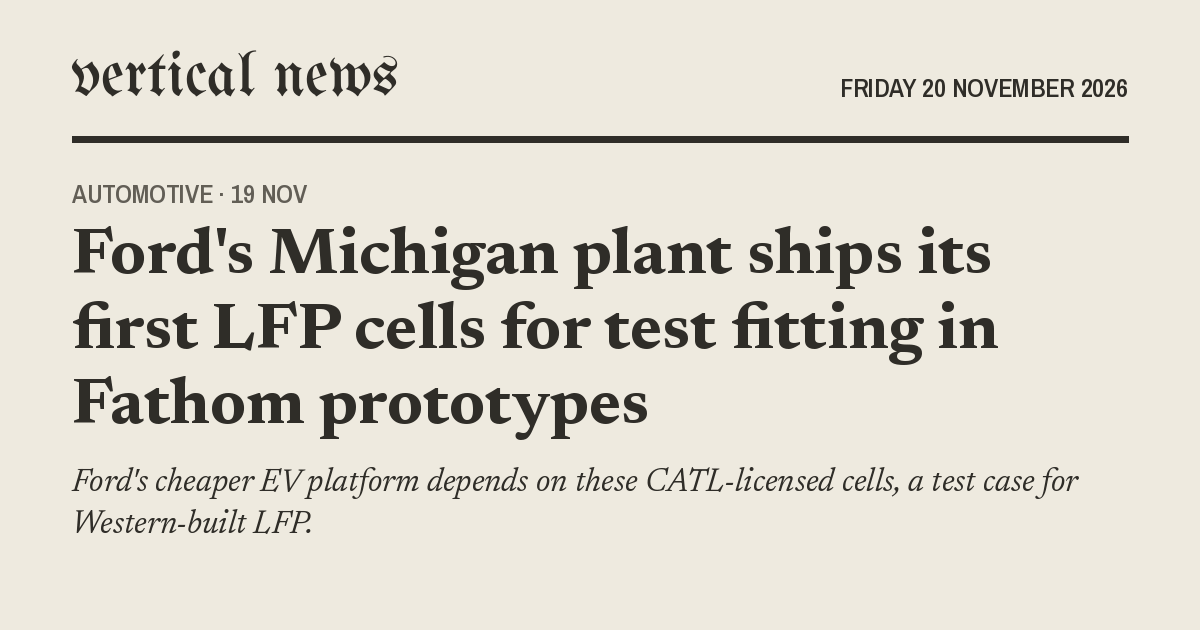 vertical news
FRIDAY 20 NOVEMBER 2026
AUTOMOTIVE · 19 NOV
Ford's Michigan plant ships its
first LFP cells for test fitting in
Fathom prototypes
Ford's cheaper EV platform depends on these CATL-licensed cells, a test case for
Western-built LFP.